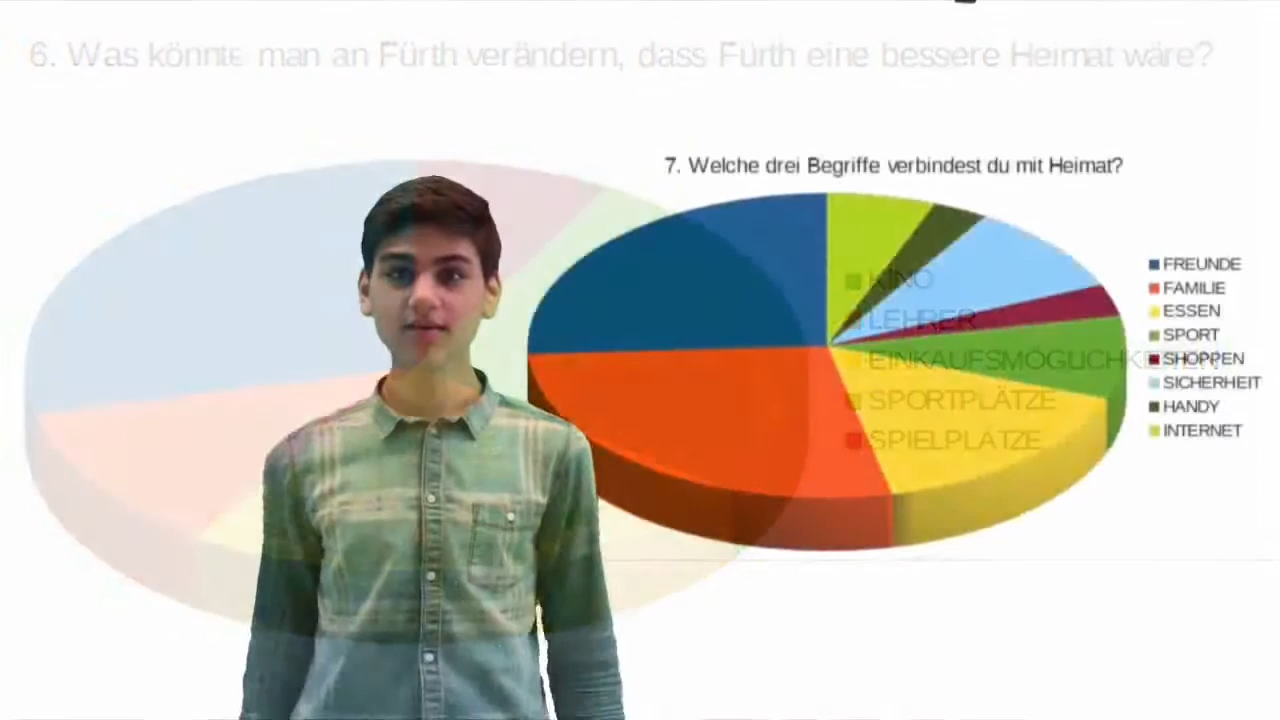 6. Was könnte man an Fürth verändern, dass Fürth eine bessere Heimat wäre?
7. Welche drei Begriffe verbindest du mit Heimat?
FREUNDE
FAMILIE
ESSEN
SPORT
SHOPPEN
SICHERHEIT
HANDY
INTERNET
KINO
LEHRER
EINKAUFSMÖGLICHKEITEN
SPORTPLÄTZE
SPIELPLÄTZE